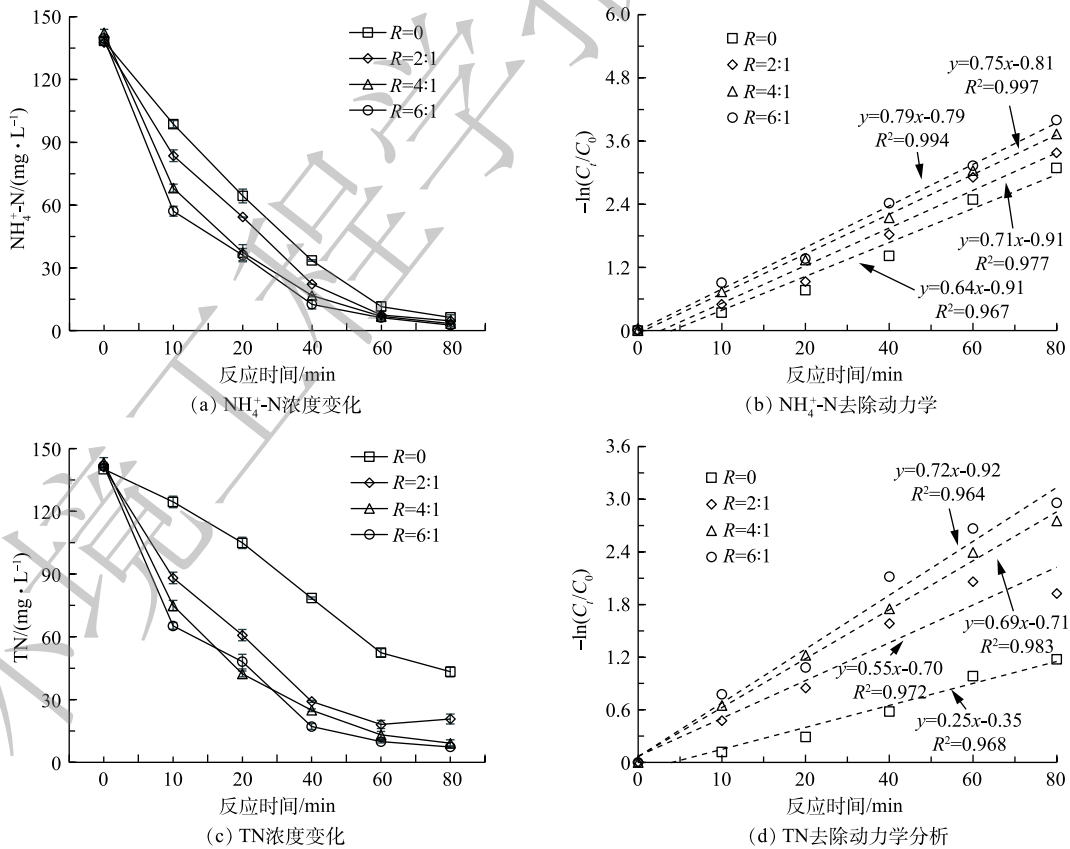 150
120
90
60
30
0
NH₄⁺-N/(mg·L⁻¹)
R=0
R=2∶1
R=4∶1
R=6∶1
0 10 20 40 60 80
反应时间/min
(a) NH₄⁺-N浓度变化
6.0
4.8
3.6
2.4
1.2
0
−ln(Cₜ/C₀)
R=0
R=2∶1
R=4∶1
R=6∶1
y=0.75x-0.81
R²=0.997
y=0.79x-0.79
R²=0.994
y=0.71x-0.91
R²=0.977
y=0.64x-0.91
R²=0.967
0 10 20 40 60 80
反应时间/min
(b) NH₄⁺-N去除动力学
150
120
90
60
30
0
TN/(mg·L⁻¹)
R=0
R=2∶1
R=4∶1
R=6∶1
0 10 20 40 60 80
反应时间/min
(c) TN浓度变化
3.6
3.0
2.4
1.8
1.2
0.6
0
−ln(Cₜ/C₀)
R=0
R=2∶1
R=4∶1
R=6∶1
y=0.72x-0.92
R²=0.964
y=0.69x-0.71
R²=0.983
y=0.55x-0.70
R²=0.972
y=0.25x-0.35
R²=0.968
0 10 20 40 60 80
反应时间/min
(d) TN去除动力学分析
境工程学